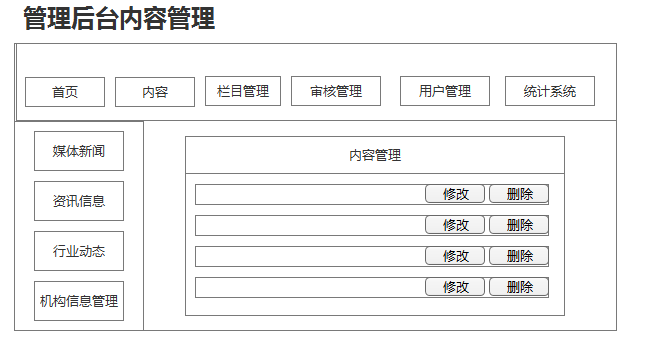 管理后台内容管理
首页 内容 栏目管理 审核管理 用户管理 统计系统
媒体新闻
资讯信息
行业动态
机构信息管理
内容管理
修改 删除
修改 删除
修改 删除
修改 删除